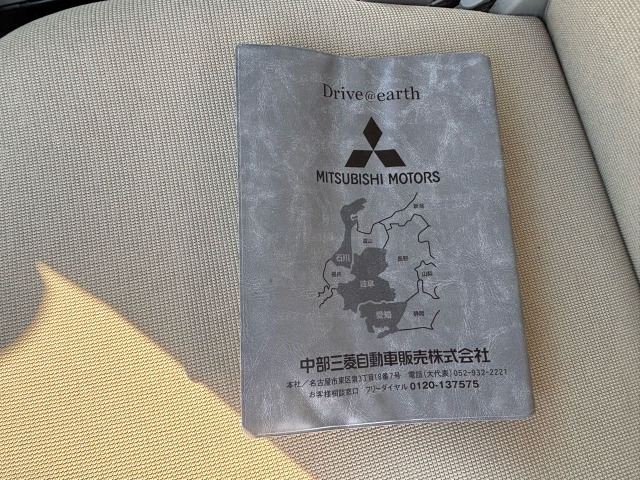 Drive@earth
MITSUBISHI MOTORS
新潟
富山
石川
長野
福井
岐阜
山梨
愛知
静岡
中部三菱自動車販売株式会社
本社／名古屋市東区泉3丁目18番7号 電話(大代表)052-932-2221
お客様相談窓口 フリーダイヤル 0120-137575